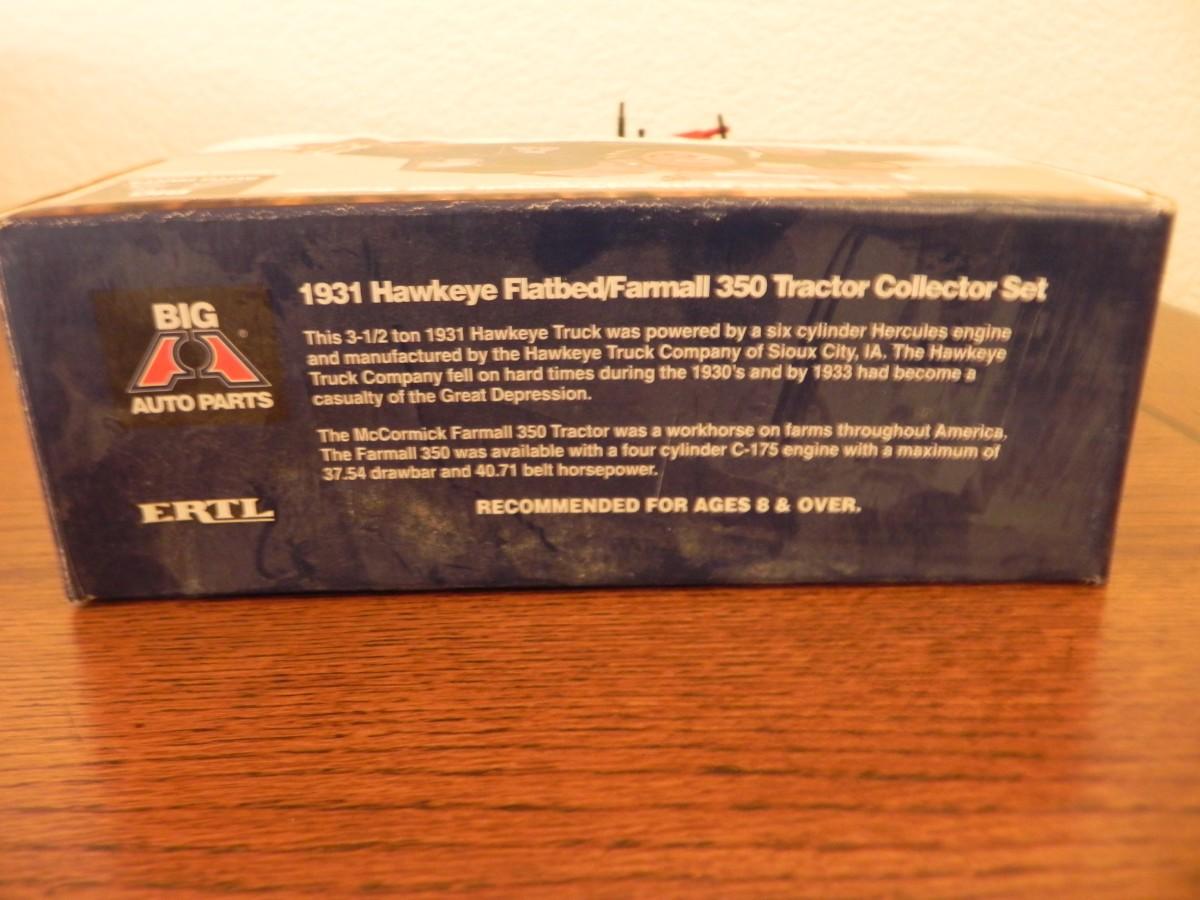 1931 Hawkeye Flatbed/Farmall 350 Tractor Collector Set
BIG
A
®
AUTO PARTS
This 3-1/2 ton 1931 Hawkeye Truck was powered by a six cylinder Hercules engine
and manufactured by the Hawkeye Truck Company of Sioux City, IA. The Hawkeye
Truck Company fell on hard times during the 1930's and by 1933 had become a
casualty of the Great Depression.
The McCormick Farmall 350 Tractor was a workhorse on farms throughout America.
The Farmall 350 was available with a four cylinder C-175 engine with a maximum of
37.54 drawbar and 40.71 belt horsepower.
ERTL
RECOMMENDED FOR AGES 8 & OVER.